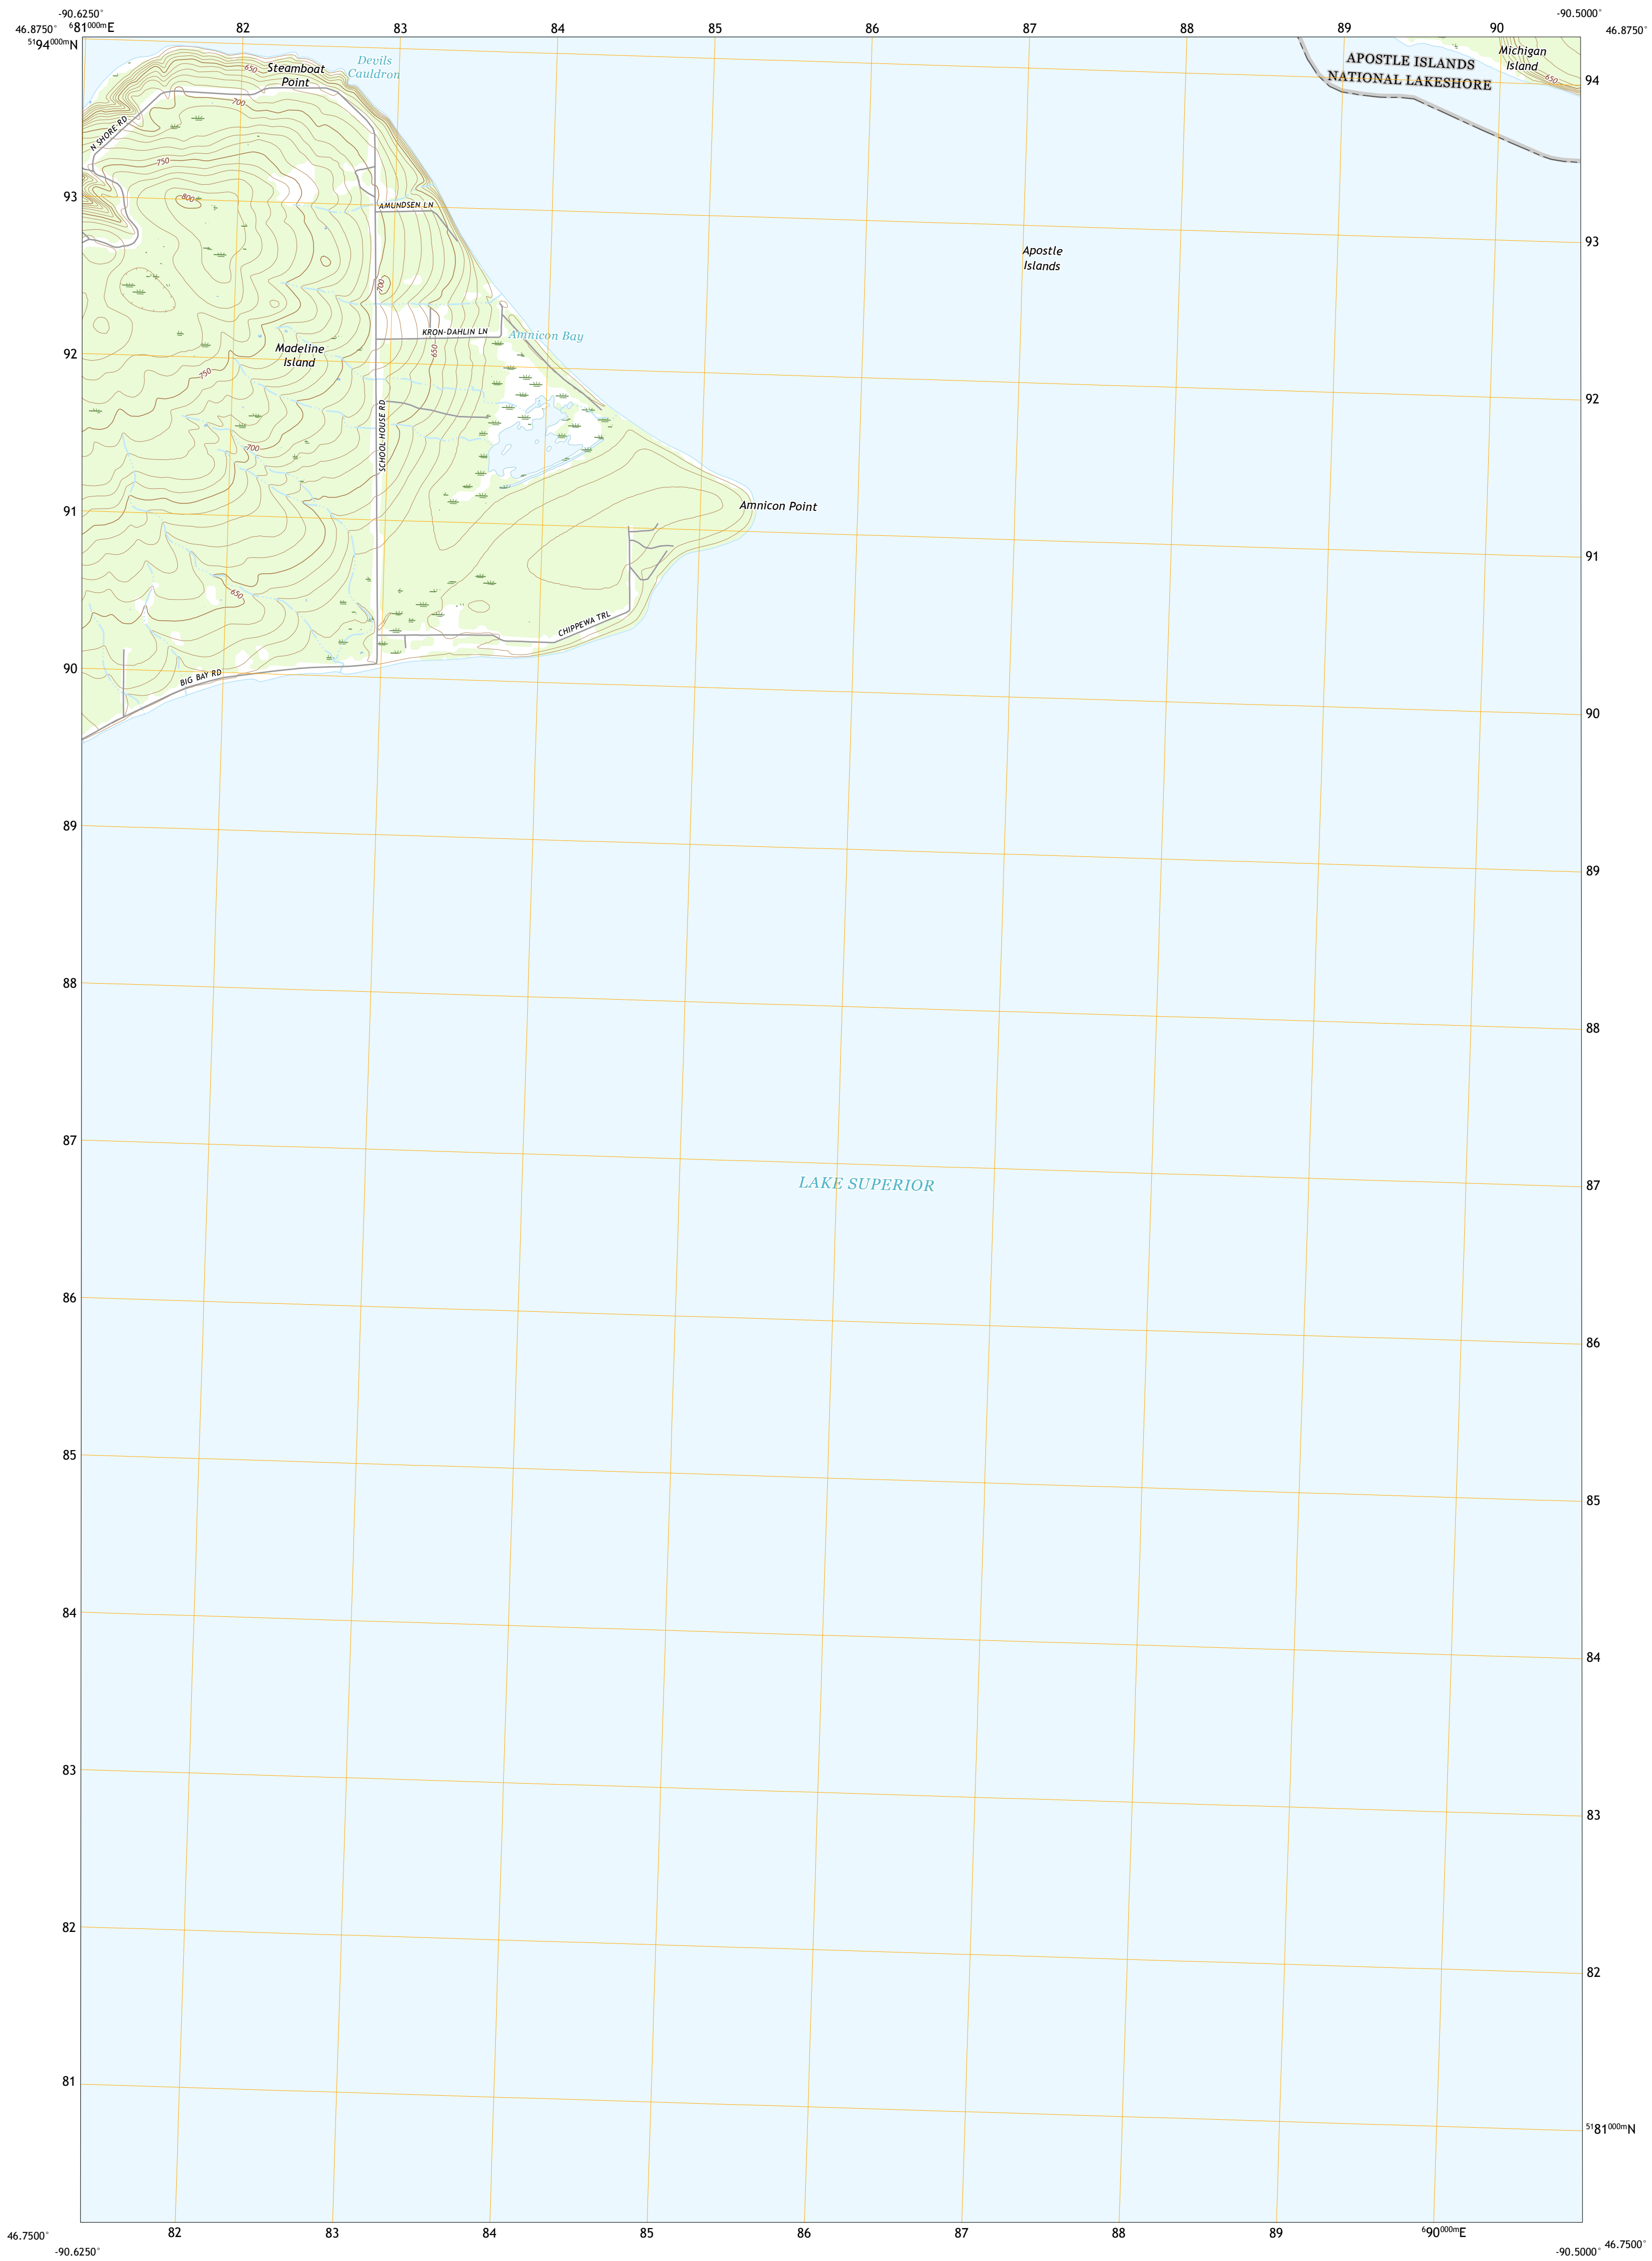 -90.6250°
-90.5000°
46.8750°
⁶81⁰⁰⁰ᵐE
82
83
84
85
86
87
88
89
90
46.8750°
⁵¹94⁰⁰⁰ᵐN
Steamboat
Point
Devils
Cauldron
650
700
APOSTLE ISLANDS
NATIONAL LAKESHORE
Michigan
Island
650
94
N SHORE RD
750
800
93
AMUNDSEN LN
Apostle
Islands
93
700
KRON-DAHLIN LN
Amnicon Bay
650
Madeline
Island
92
750
92
SCHOOL HOUSE RD
700
91
Amnicon Point
91
650
CHIPPEWA TRL
BIG BAY RD
90
90
89
89
88
88
87
87
LAKE SUPERIOR
86
86
85
85
84
84
83
83
82
82
81
⁵¹81⁰⁰⁰ᵐN
46.7500°
82
83
84
85
86
87
88
89
⁶90⁰⁰⁰ᵐE
46.7500°
-90.6250°
-90.5000°